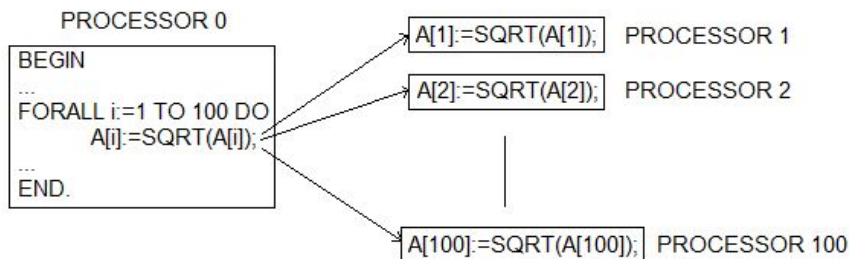 PROCESSOR 0
BEGIN
...
FORALL i:=1 TO 100 DO
A[i]:=SQRT(A[i]);
...
END.
A[1]:=SQRT(A[1]); PROCESSOR 1
A[2]:=SQRT(A[2]); PROCESSOR 2
A[100]:=SQRT(A[100]); PROCESSOR 100